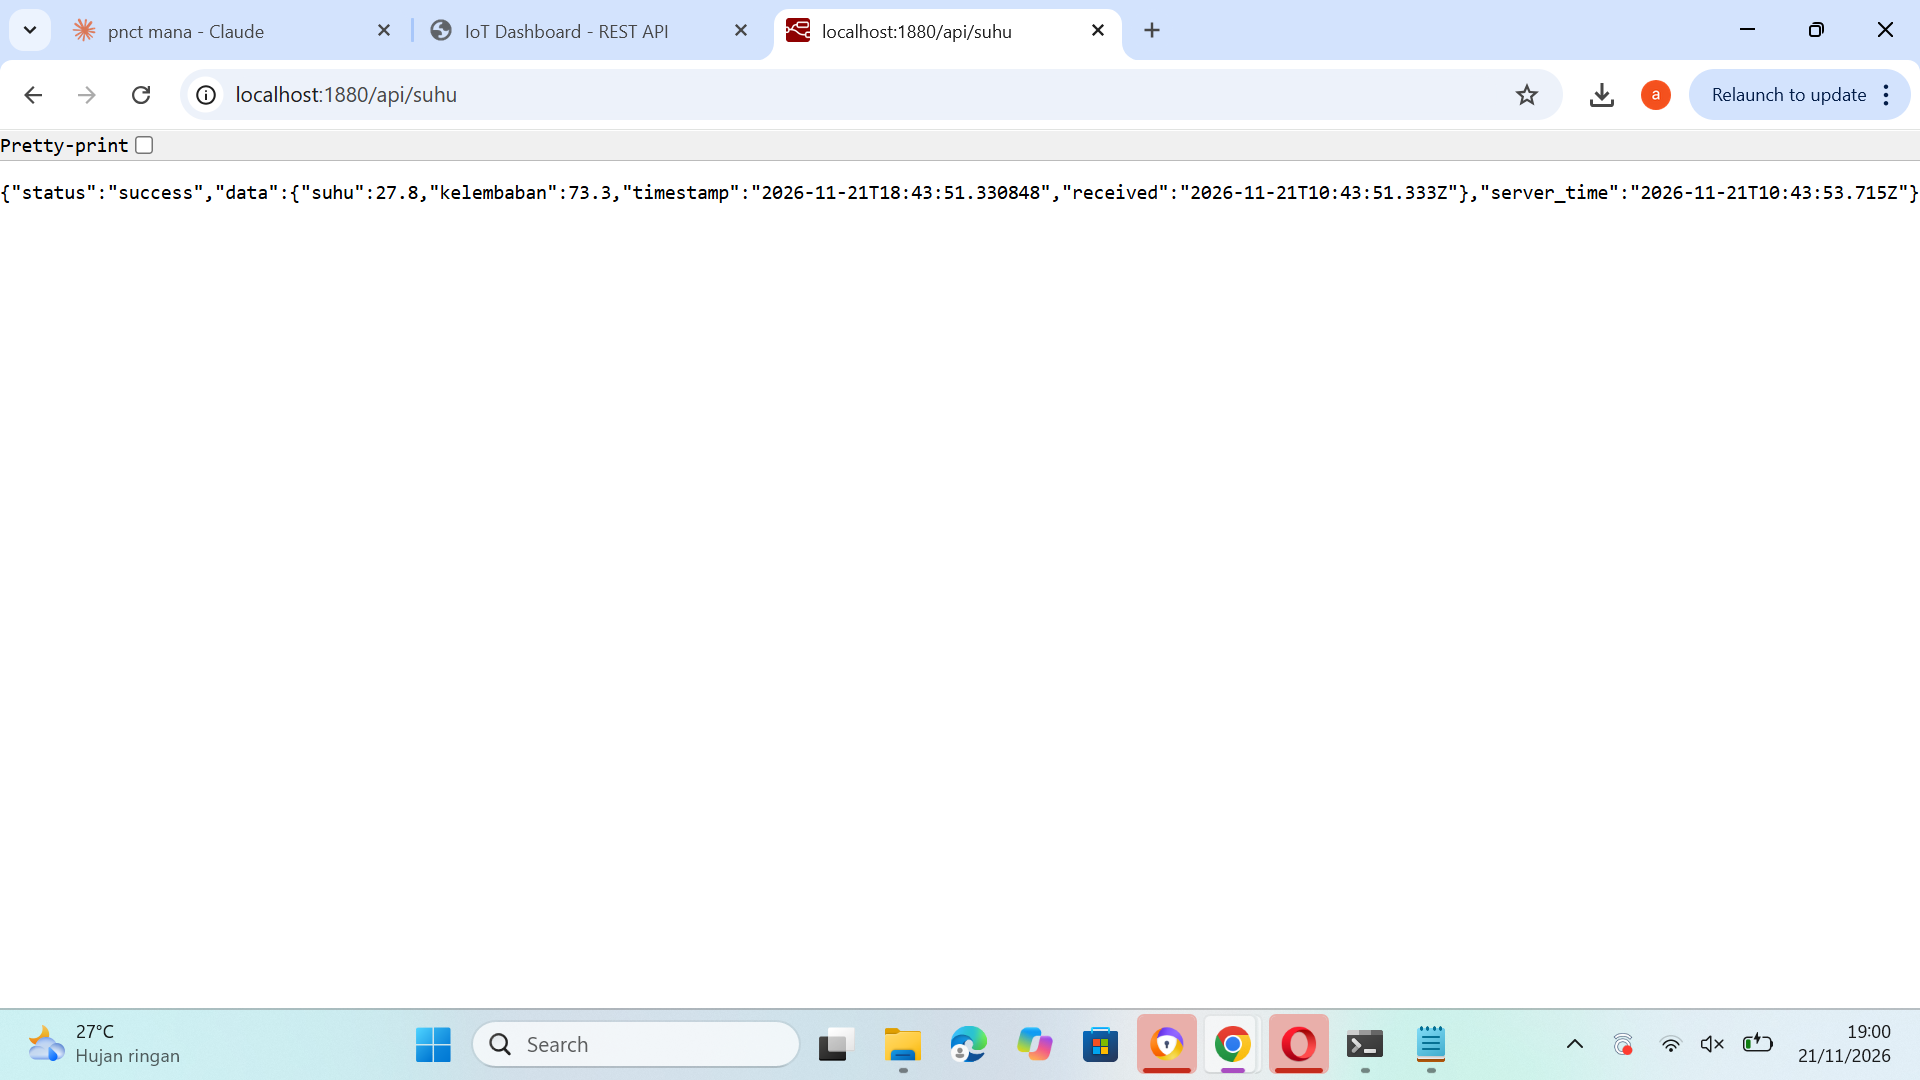 pnct mana - Claude
IoT Dashboard - REST API
localhost:1880/api/suhu
localhost:1880/api/suhu
a
Relaunch to update
Pretty-print
{"status":"success","data":{"suhu":27.8,"kelembaban":73.3,"timestamp":"2026-11-21T18:43:51.330848","received":"2026-11-21T10:43:51.333Z"},"server_time":"2026-11-21T10:43:53.715Z"}
27°C
Hujan ringan
Search
19:00
21/11/2026